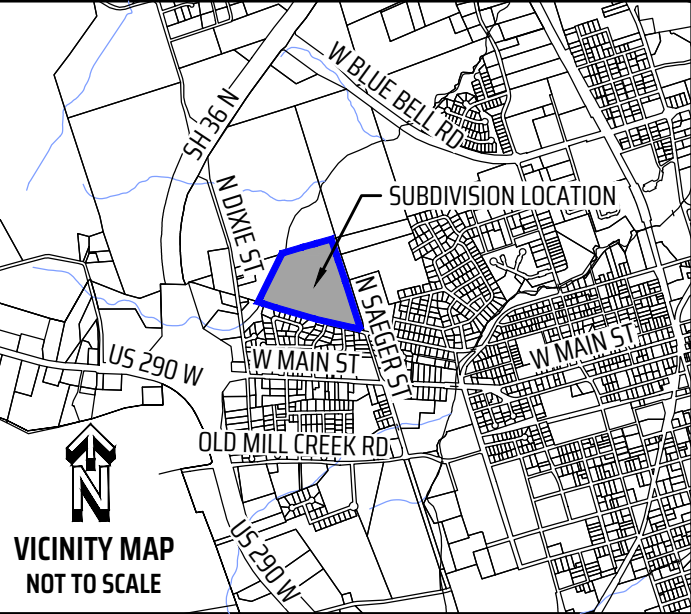 W BLUE BELL RD
SH 36 N
N DIXIE ST
SUBDIVISION LOCATION
N SAEGER ST
W MAIN ST
W MAIN ST
US 290 W
OLD MILL CREEK RD
N
US 290 W
VICINITY MAP
NOT TO SCALE